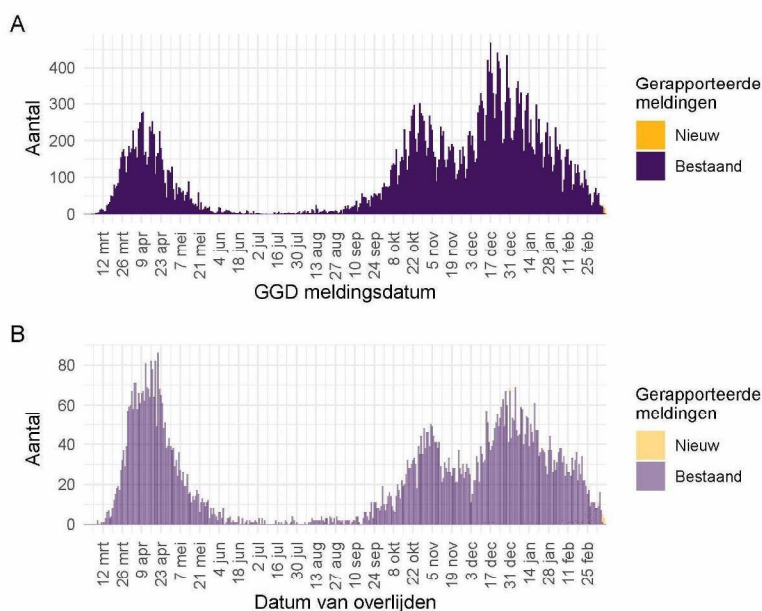 A
400
300
200
100
0
Aantal
12 mrt
26 mrt
9 apr
23 apr
7 mei
21 mei
4 jun
18 jun
2 jul
16 jul
30 jul
13 aug
27 aug
10 sep
24 sep
8 okt
22 okt
5 nov
19 nov
3 dec
17 dec
31 dec
14 jan
28 jan
11 feb
25 feb
GGD meldingsdatum
Gerapporteerde
meldingen
Nieuw
Bestaand
B
80
60
40
20
0
Aantal
12 mrt
26 mrt
9 apr
23 apr
7 mei
21 mei
4 jun
18 jun
2 jul
16 jul
30 jul
13 aug
27 aug
10 sep
24 sep
8 okt
22 okt
5 nov
19 nov
3 dec
17 dec
31 dec
14 jan
28 jan
11 feb
25 feb
Datum van overlijden
Gerapporteerde
meldingen
Nieuw
Bestaand